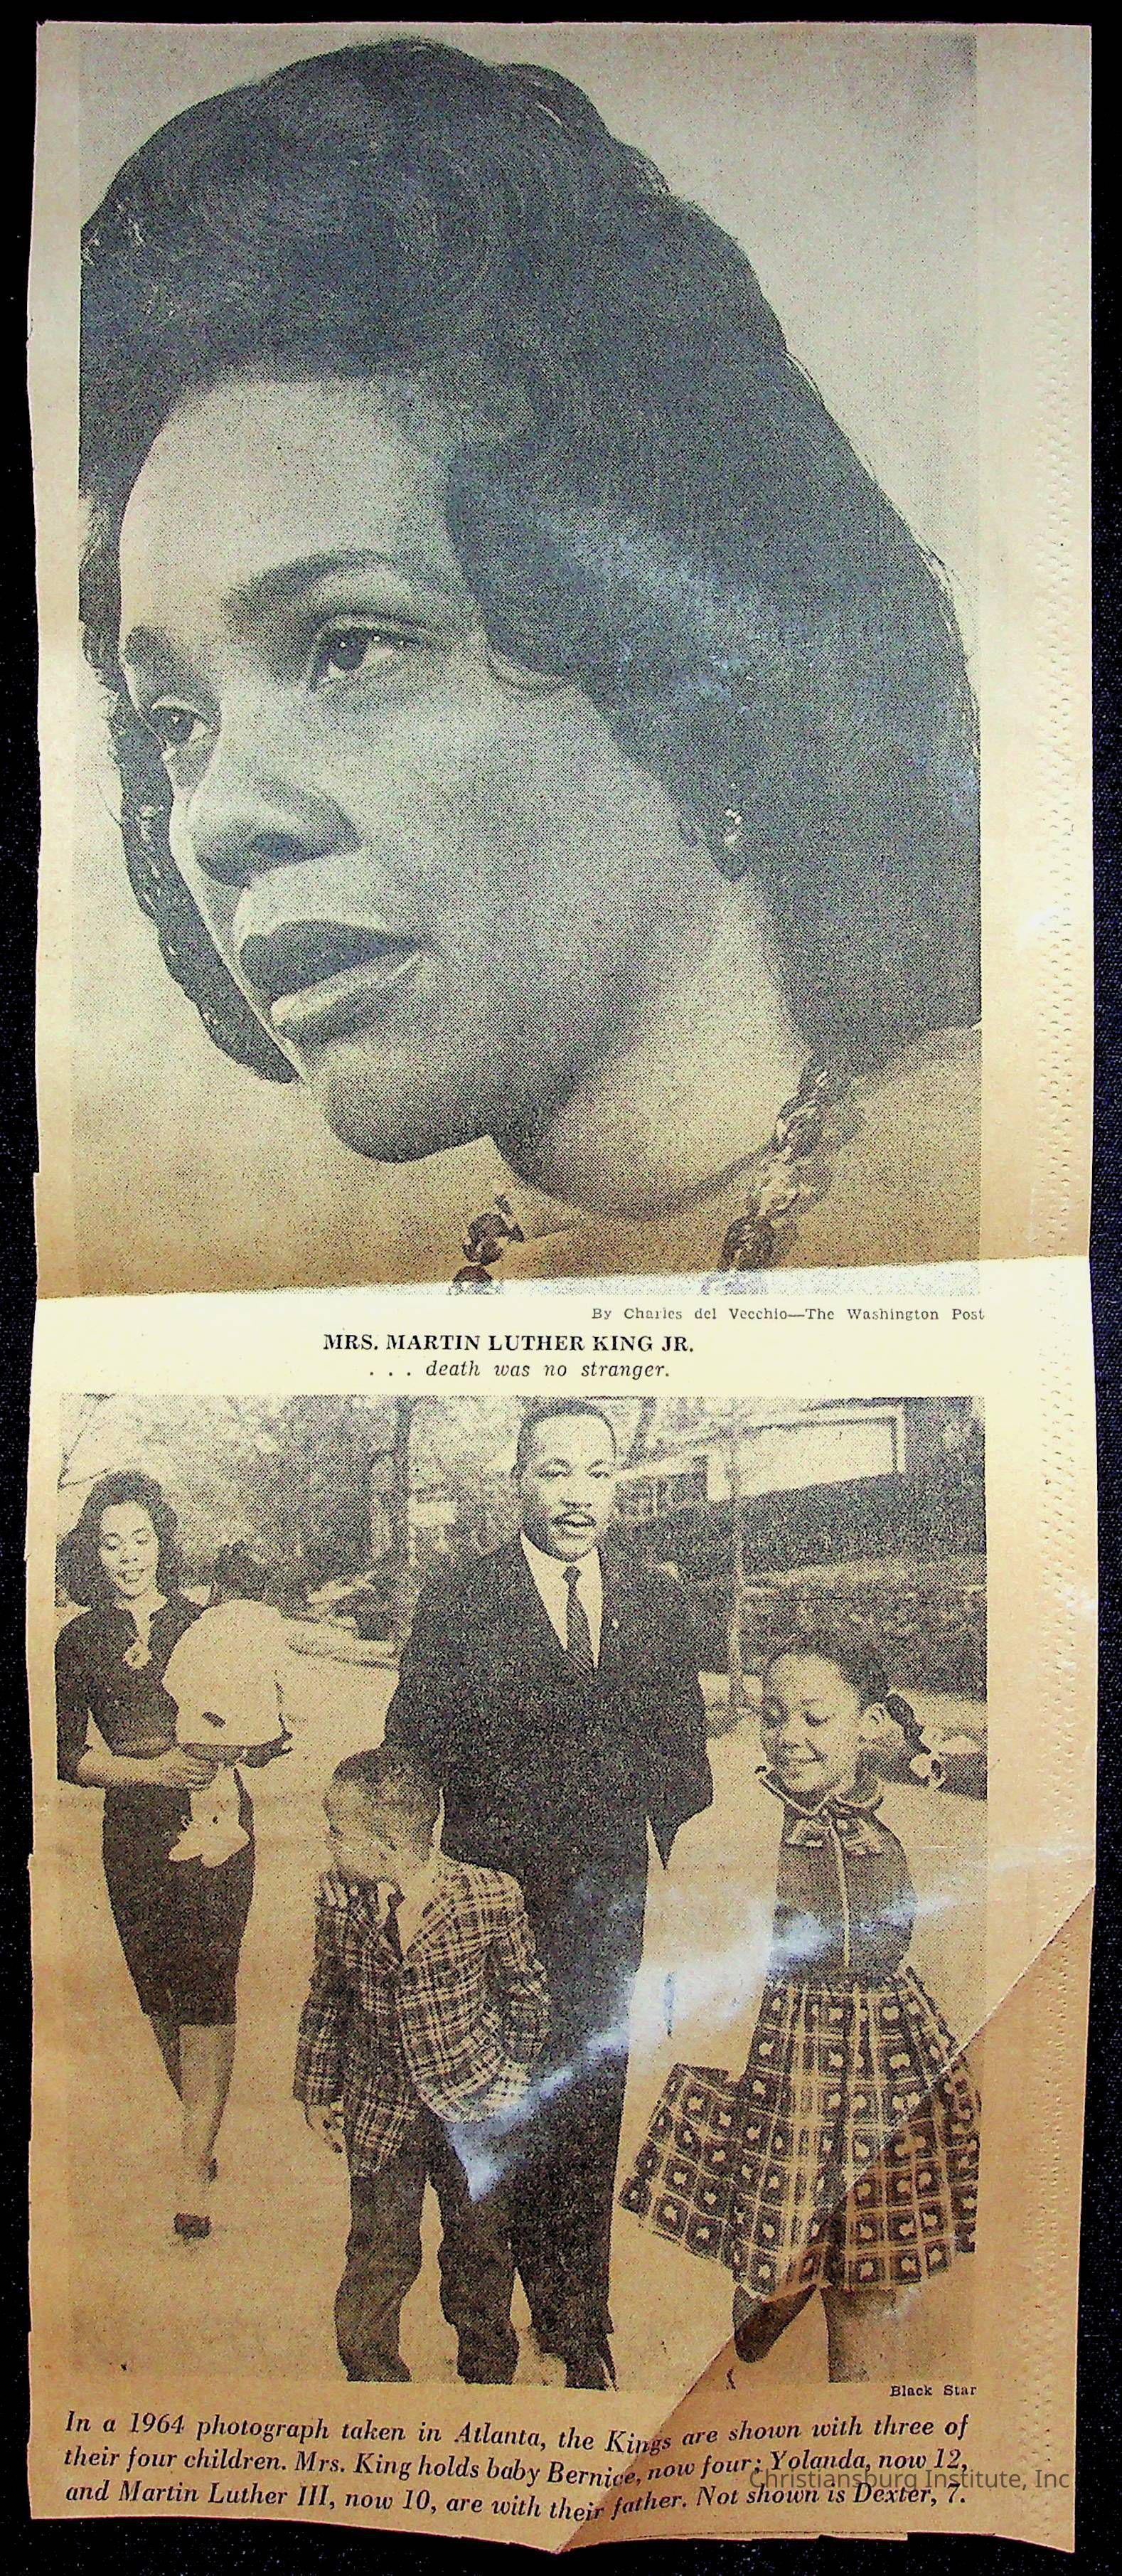 By Charles del Vecchio—The Washington Post
MRS. MARTIN LUTHER KING JR.
. . . death was no stranger.
Black Star
In a 1964 photograph taken in Atlanta, the Kings are shown with three of
their four children. Mrs. King holds baby Bernice, now four; Yolanda, now 12,
and Martin Luther III, now 10, are with their father. Not shown is Dexter, 7.
Christiansburg Institute, Inc